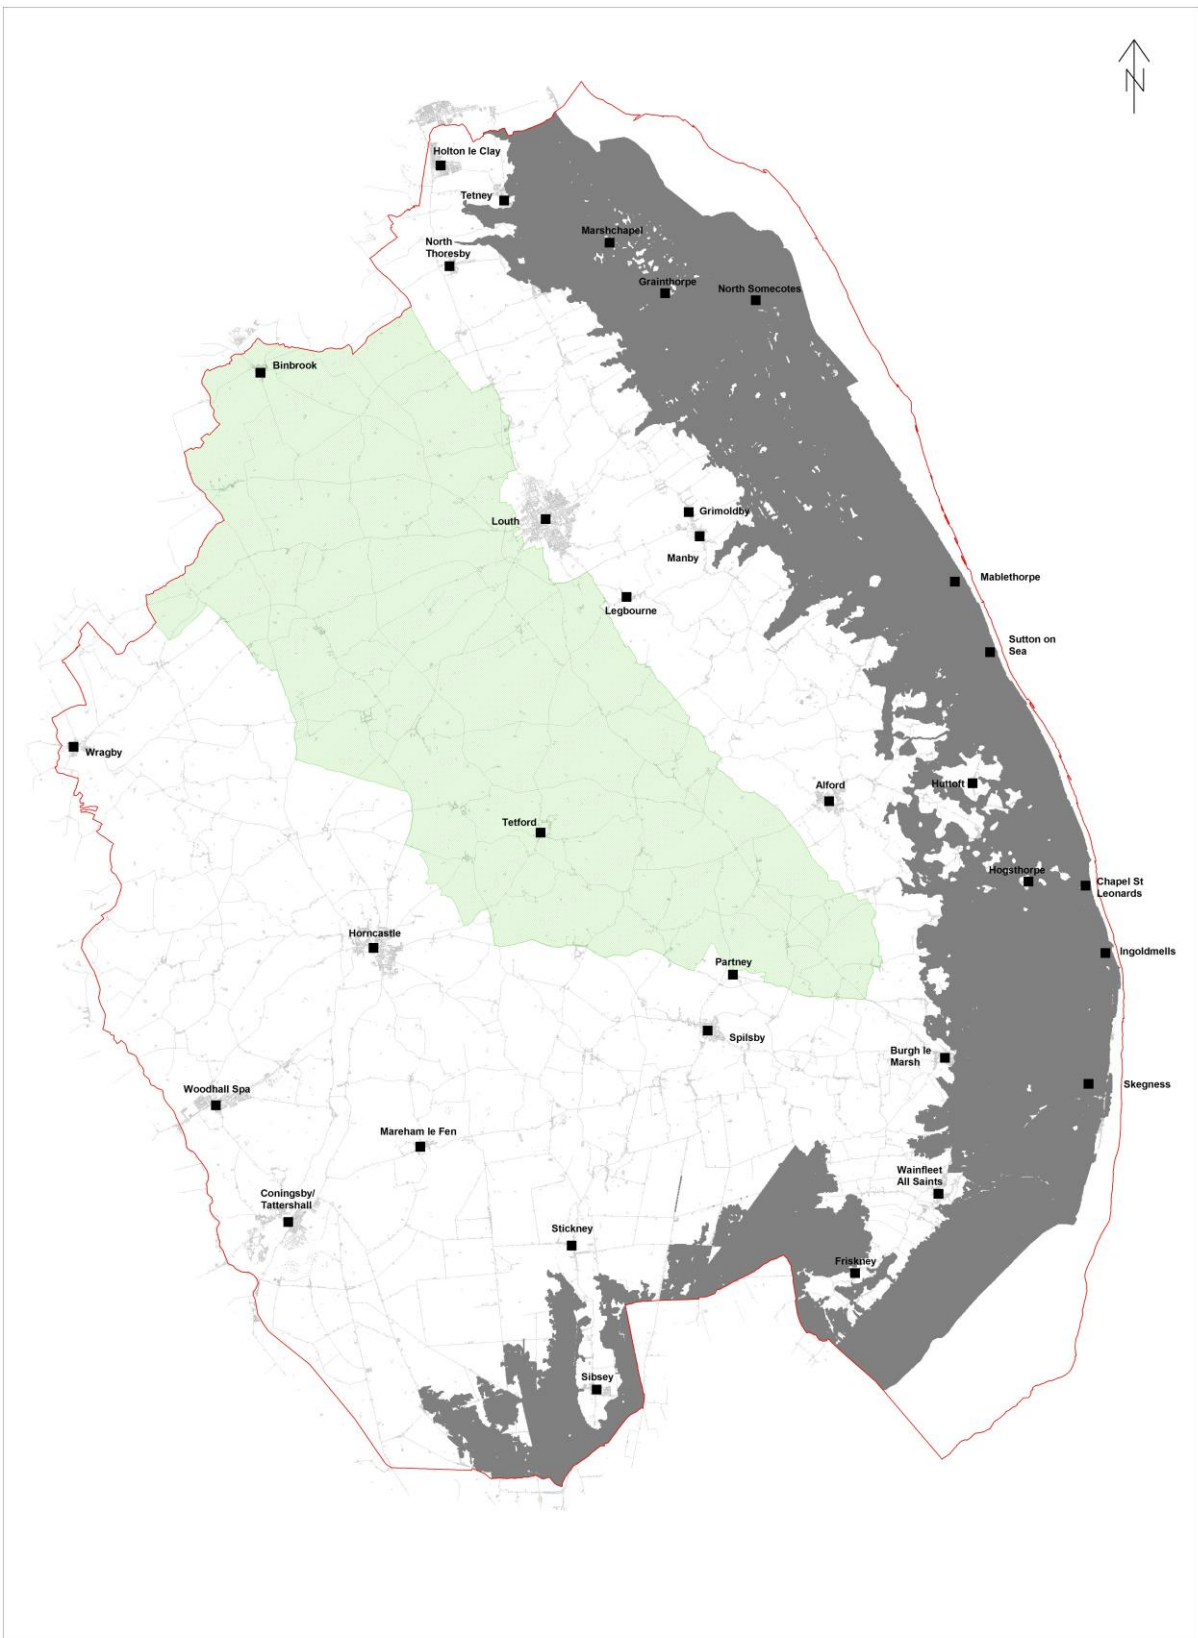 N
Holton le Clay
Tetney
Marshchapel
North
Thoresby
Grainthorpe
North Somecotes
Binbrook
Louth
Grimoldby
Manby
Mablethorpe
Legbourne
Sutton on
Sea
Wragby
Alford
Huttoft
Tetford
Hogsthorpe
Chapel St
Leonards
Horncastle
Ingoldmells
Partney
Spilsby
Burgh le
Marsh
Skegness
Woodhall Spa
Mareham le Fen
Wainfleet
All Saints
Coningsby/
Tattershall
Stickney
Friskney
Sibsey